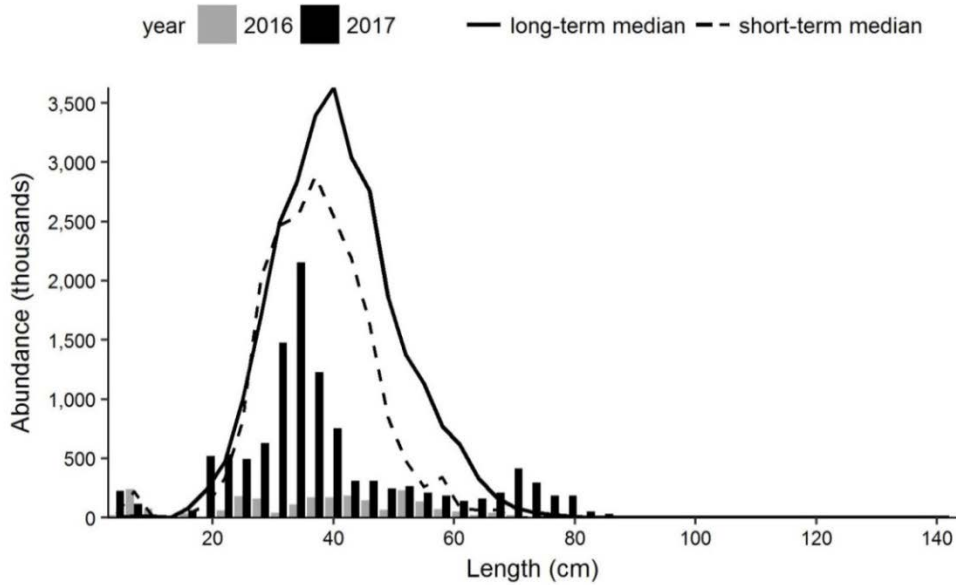 year 2016 2017 long-term median short-term median
Abundance (thousands)
3,500
3,000
2,500
2,000
1,500
1,000
500
0
20 40 60 80 100 120 140
Length (cm)